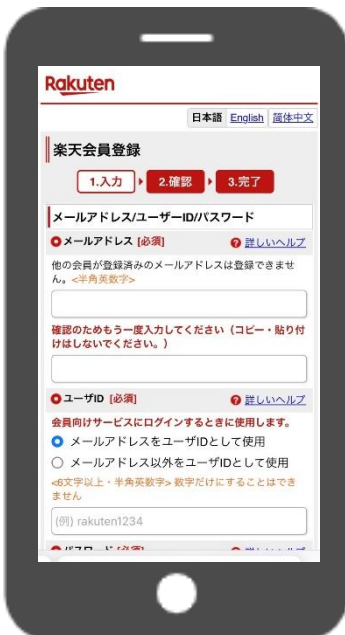 Rakuten
日本語 English 简体中文
楽天会員登録
1.入力 2.確認 3.完了
メールアドレス/ユーザーID/パスワード
メールアドレス [必須] ? 詳しいヘルプ
他の会員が登録済みのメールアドレスは登録できませ
ん。<半角英数字>
確認のためもう一度入力してください（コピー・貼り付
けはしないでください。）
ユーザID [必須] ? 詳しいヘルプ
会員向けサービスにログインするときに使用します。
メールアドレスをユーザIDとして使用
メールアドレス以外をユーザIDとして使用
<6文字以上・半角英数字> 数字だけにすることはでき
ません
(例) rakuten1234